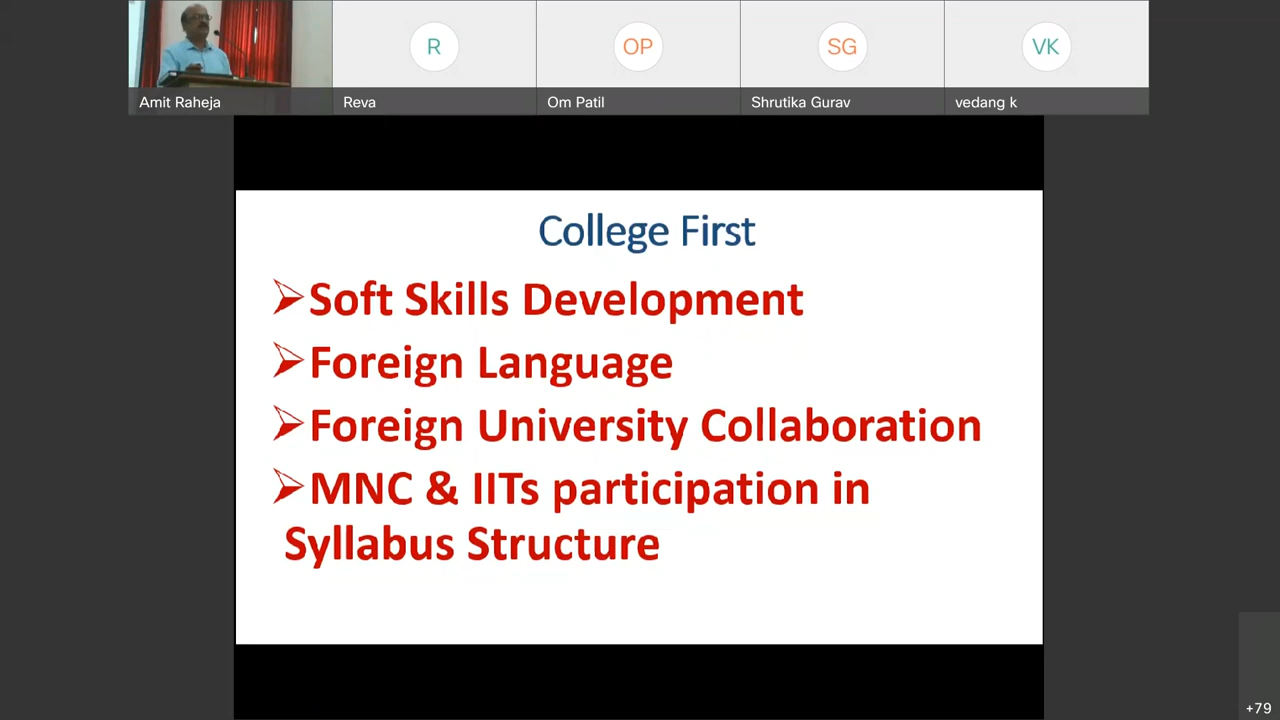 R
OP
SG
VK
Amit Raheja
Reva
Om Patil
Shrutika Gurav
vedang k
College First
Soft Skills Development
Foreign Language
Foreign University Collaboration
MNC & IITs participation in
Syllabus Structure
+79